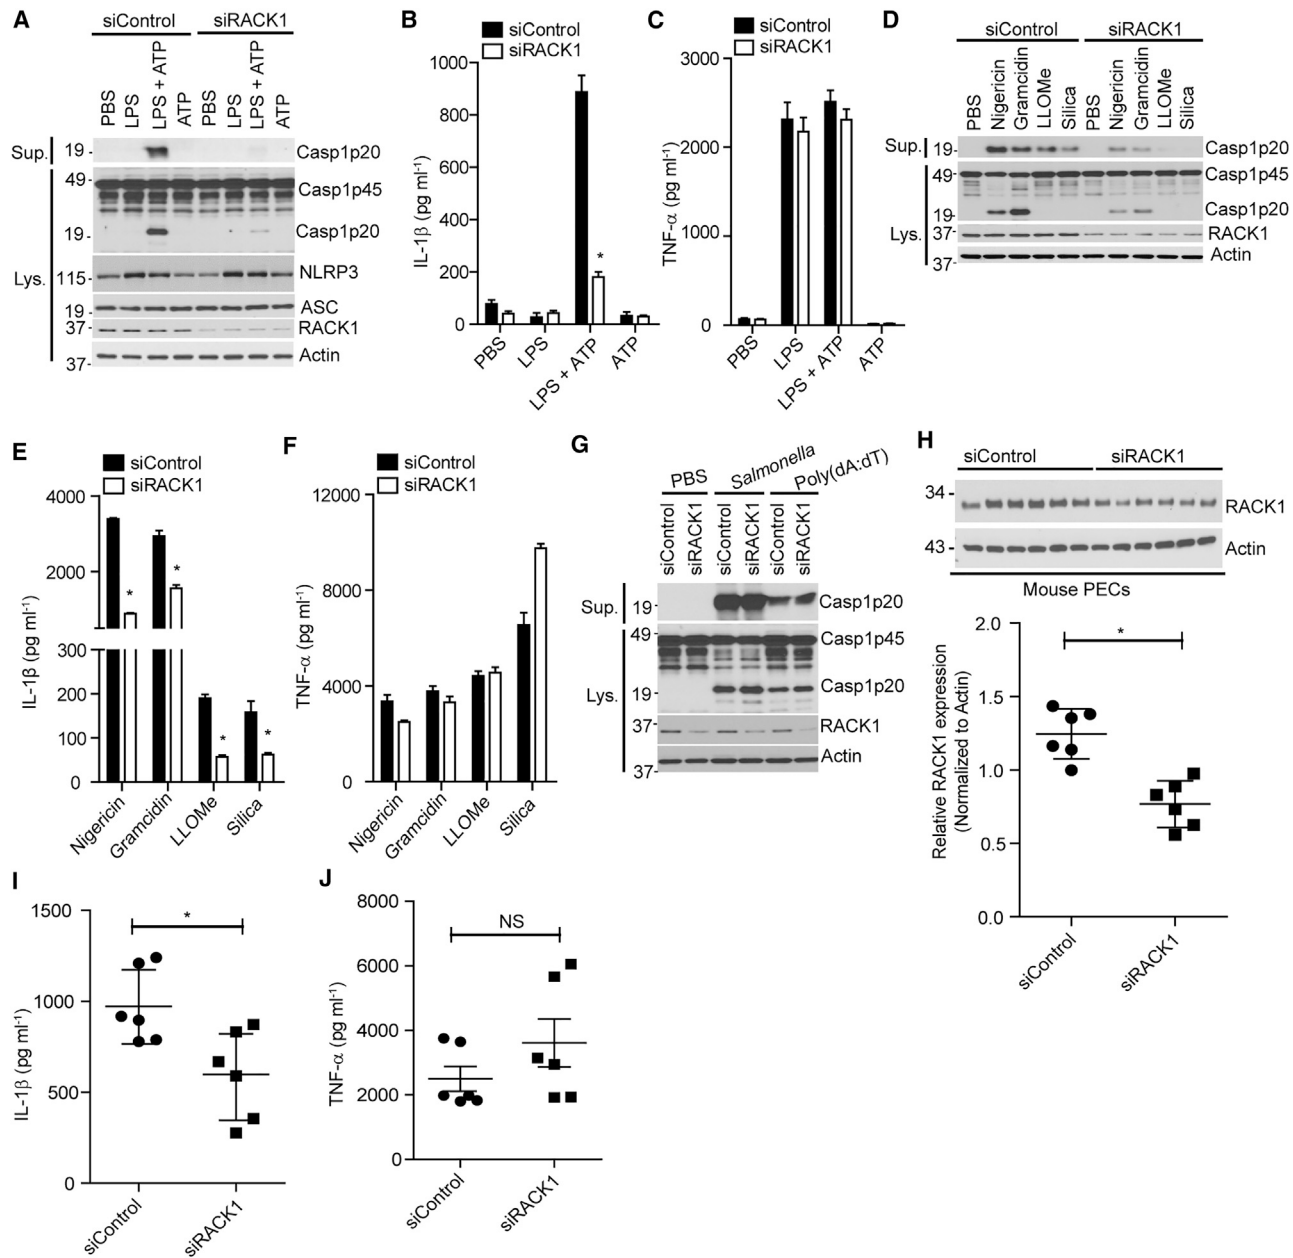 A
siControl siRACK1
PBS LPS LPS + ATP ATP PBS LPS LPS + ATP ATP
Sup. 19- Casp1p20
49- Casp1p45
19- Casp1p20
Lys. 115- NLRP3
19- ASC
37- RACK1
37- Actin
B
siControl
siRACK1
IL-1β (pg ml-1)
1000
800
600
400
200
0
*
PBS LPS LPS + ATP ATP
C
siControl
siRACK1
TNF-α (pg ml-1)
3000
2000
1000
0
PBS LPS LPS + ATP ATP
D
siControl siRACK1
PBS Nigericin Gramcidin LLOMe Silica PBS Nigericin Gramcidin LLOMe Silica
Sup. 19- Casp1p20
49- Casp1p45
19- Casp1p20
Lys. 37- RACK1
37- Actin
E
siControl
siRACK1
IL-1β (pg ml-1)
4000
2000
300
200
100
0
* * * *
Nigericin Gramcidin LLOMe Silica
F
siControl
siRACK1
TNF-α (pg ml-1)
12000
8000
4000
0
Nigericin Gramcidin LLOMe Silica
G
PBS Salmonella Poly(dA:dT)
siControl siRACK1 siControl siRACK1 siControl siRACK1
Sup. 19- Casp1p20
49- Casp1p45
Lys. 19- Casp1p20
37- RACK1
37- Actin
H
siControl siRACK1
34 - RACK1
43 - Actin
Mouse PECs
Relative RACK1 expression
(Normalized to Actin)
2.0
1.5
1.0
0.5
0.0
*
siControl siRACK1
I
IL-1β (pg ml-1)
1500
1000
500
0
*
siControl siRACK1
J
TNF-α (pg ml-1)
8000
6000
4000
2000
0
NS
siControl siRACK1